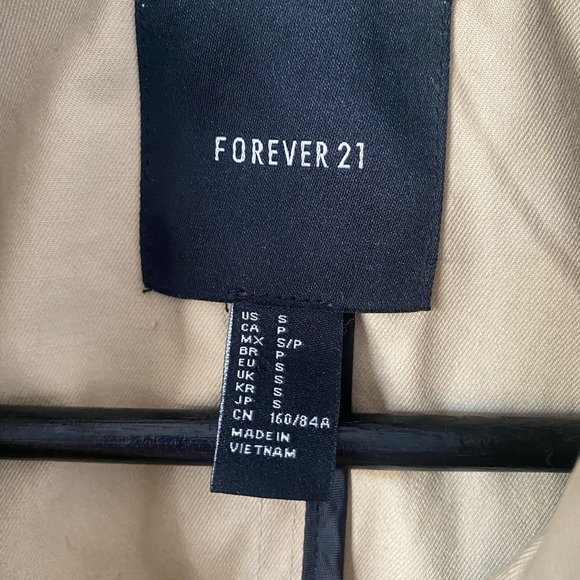 FOREVER 21
US S
CA P
MX S/P
BR P
EU S
UK S
KR S
JP S
CN 160/84A
MADE IN
VIETNAM